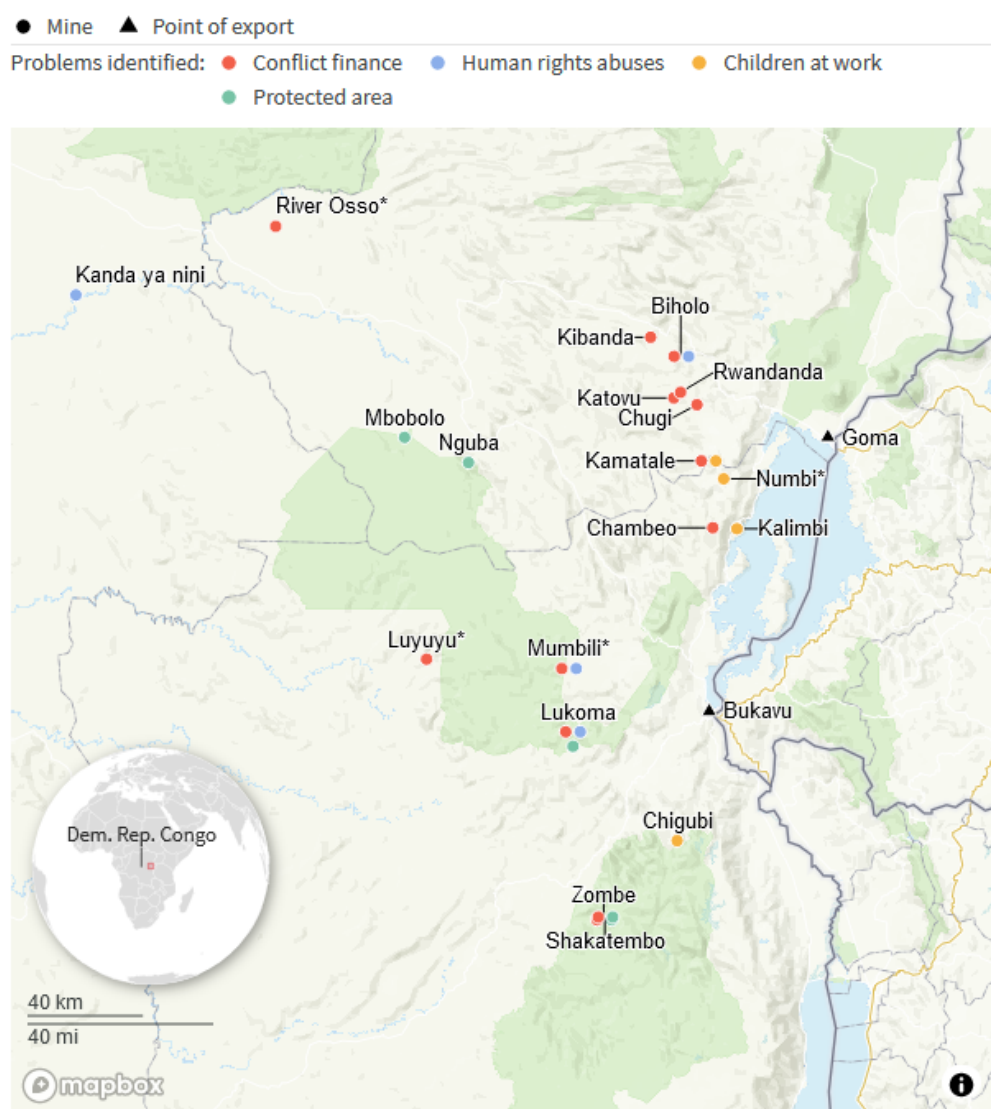 Mine Point of export
Problems identified: Conflict finance Human rights abuses Children at work
Protected area
River Osso*
Kanda ya nini
Biholo
Kibanda
Rwandanda
Katovu
Chugi
Mbobolo
Goma
Nguba
Kamatale
Numbi*
Chambeo
Kalimbi
Luyuyu*
Mumbili*
Lukoma
Bukavu
Chigubi
Dem. Rep. Congo
Zombe
Shakatembo
40 km
40 mi
mapbox
i